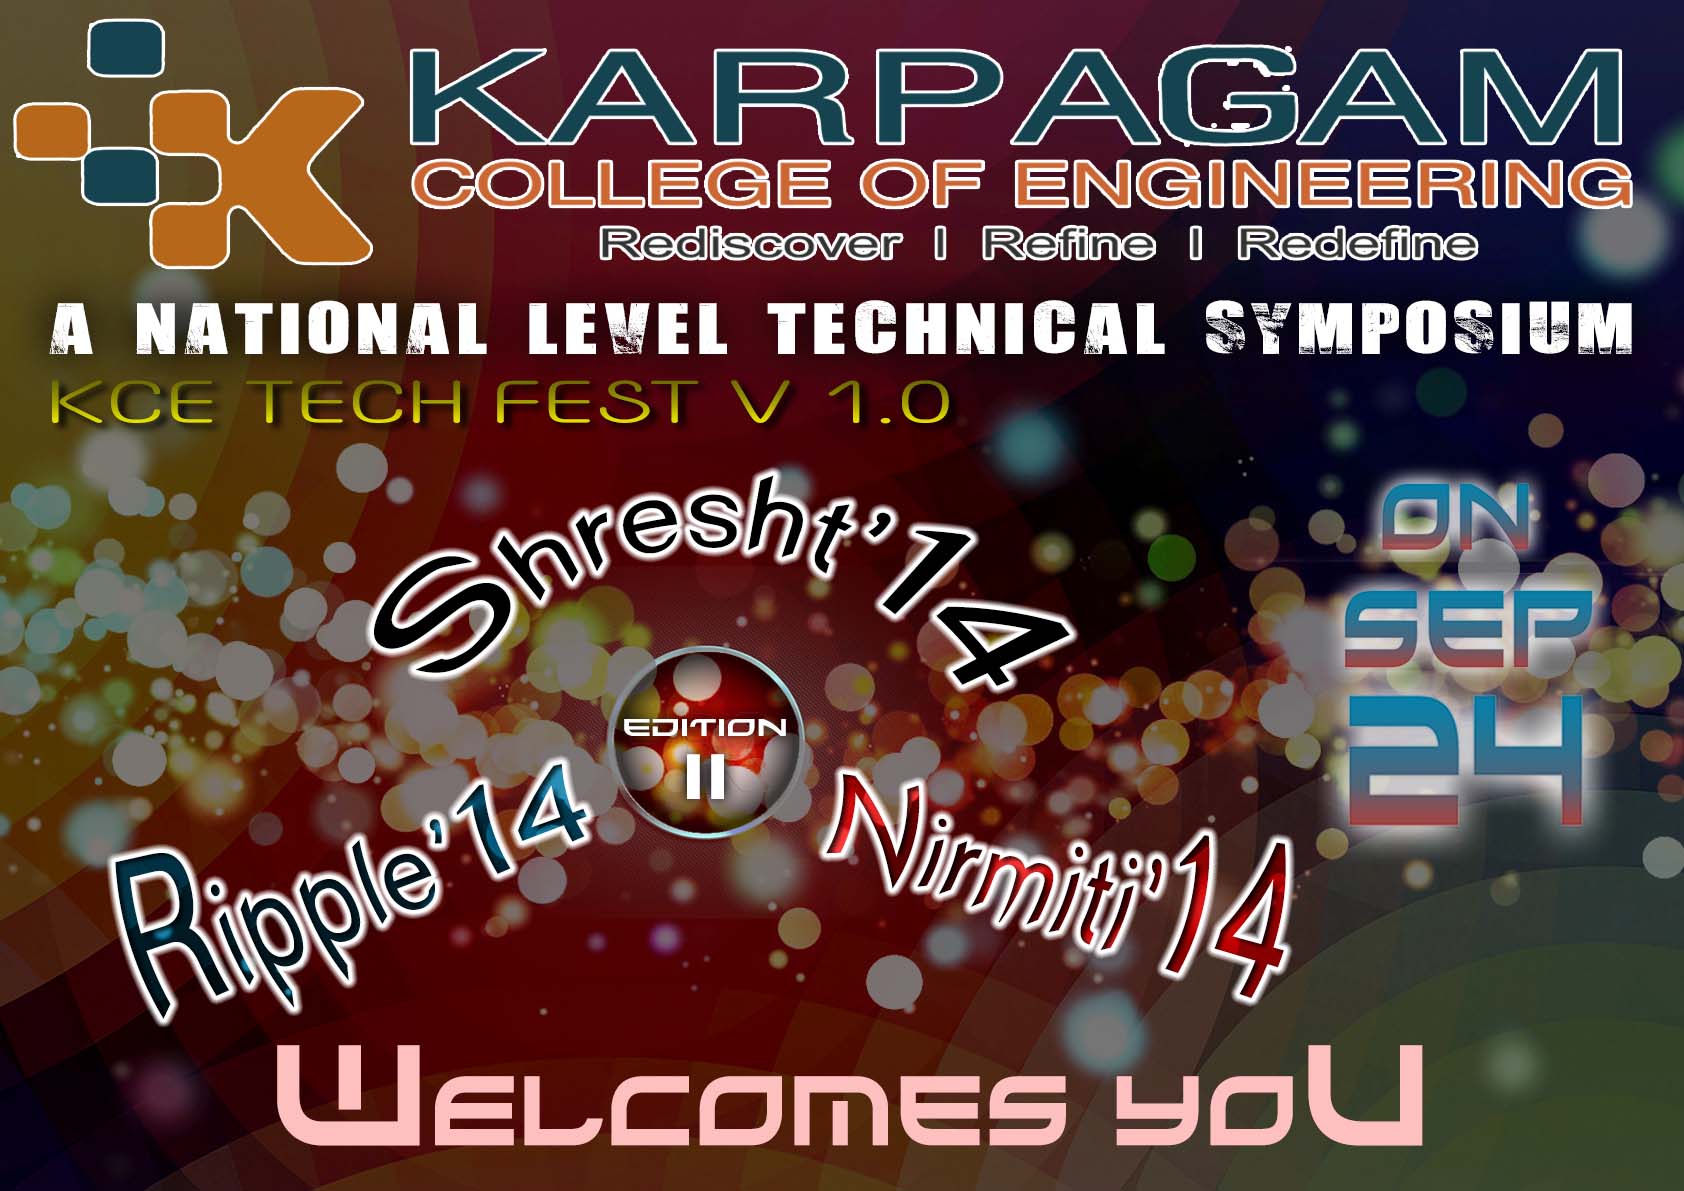 K
KARPAGAM
COLLEGE OF ENGINEERING
Rediscover | Refine | Redefine
A NATIONAL LEVEL TECHNICAL SYMPOSIUM
KCE TECH FEST V 1.0
Shresht'14
ON
SEP
24
EDITION
II
Ripple'14
Nirmiti'14
WELCOMES YOU